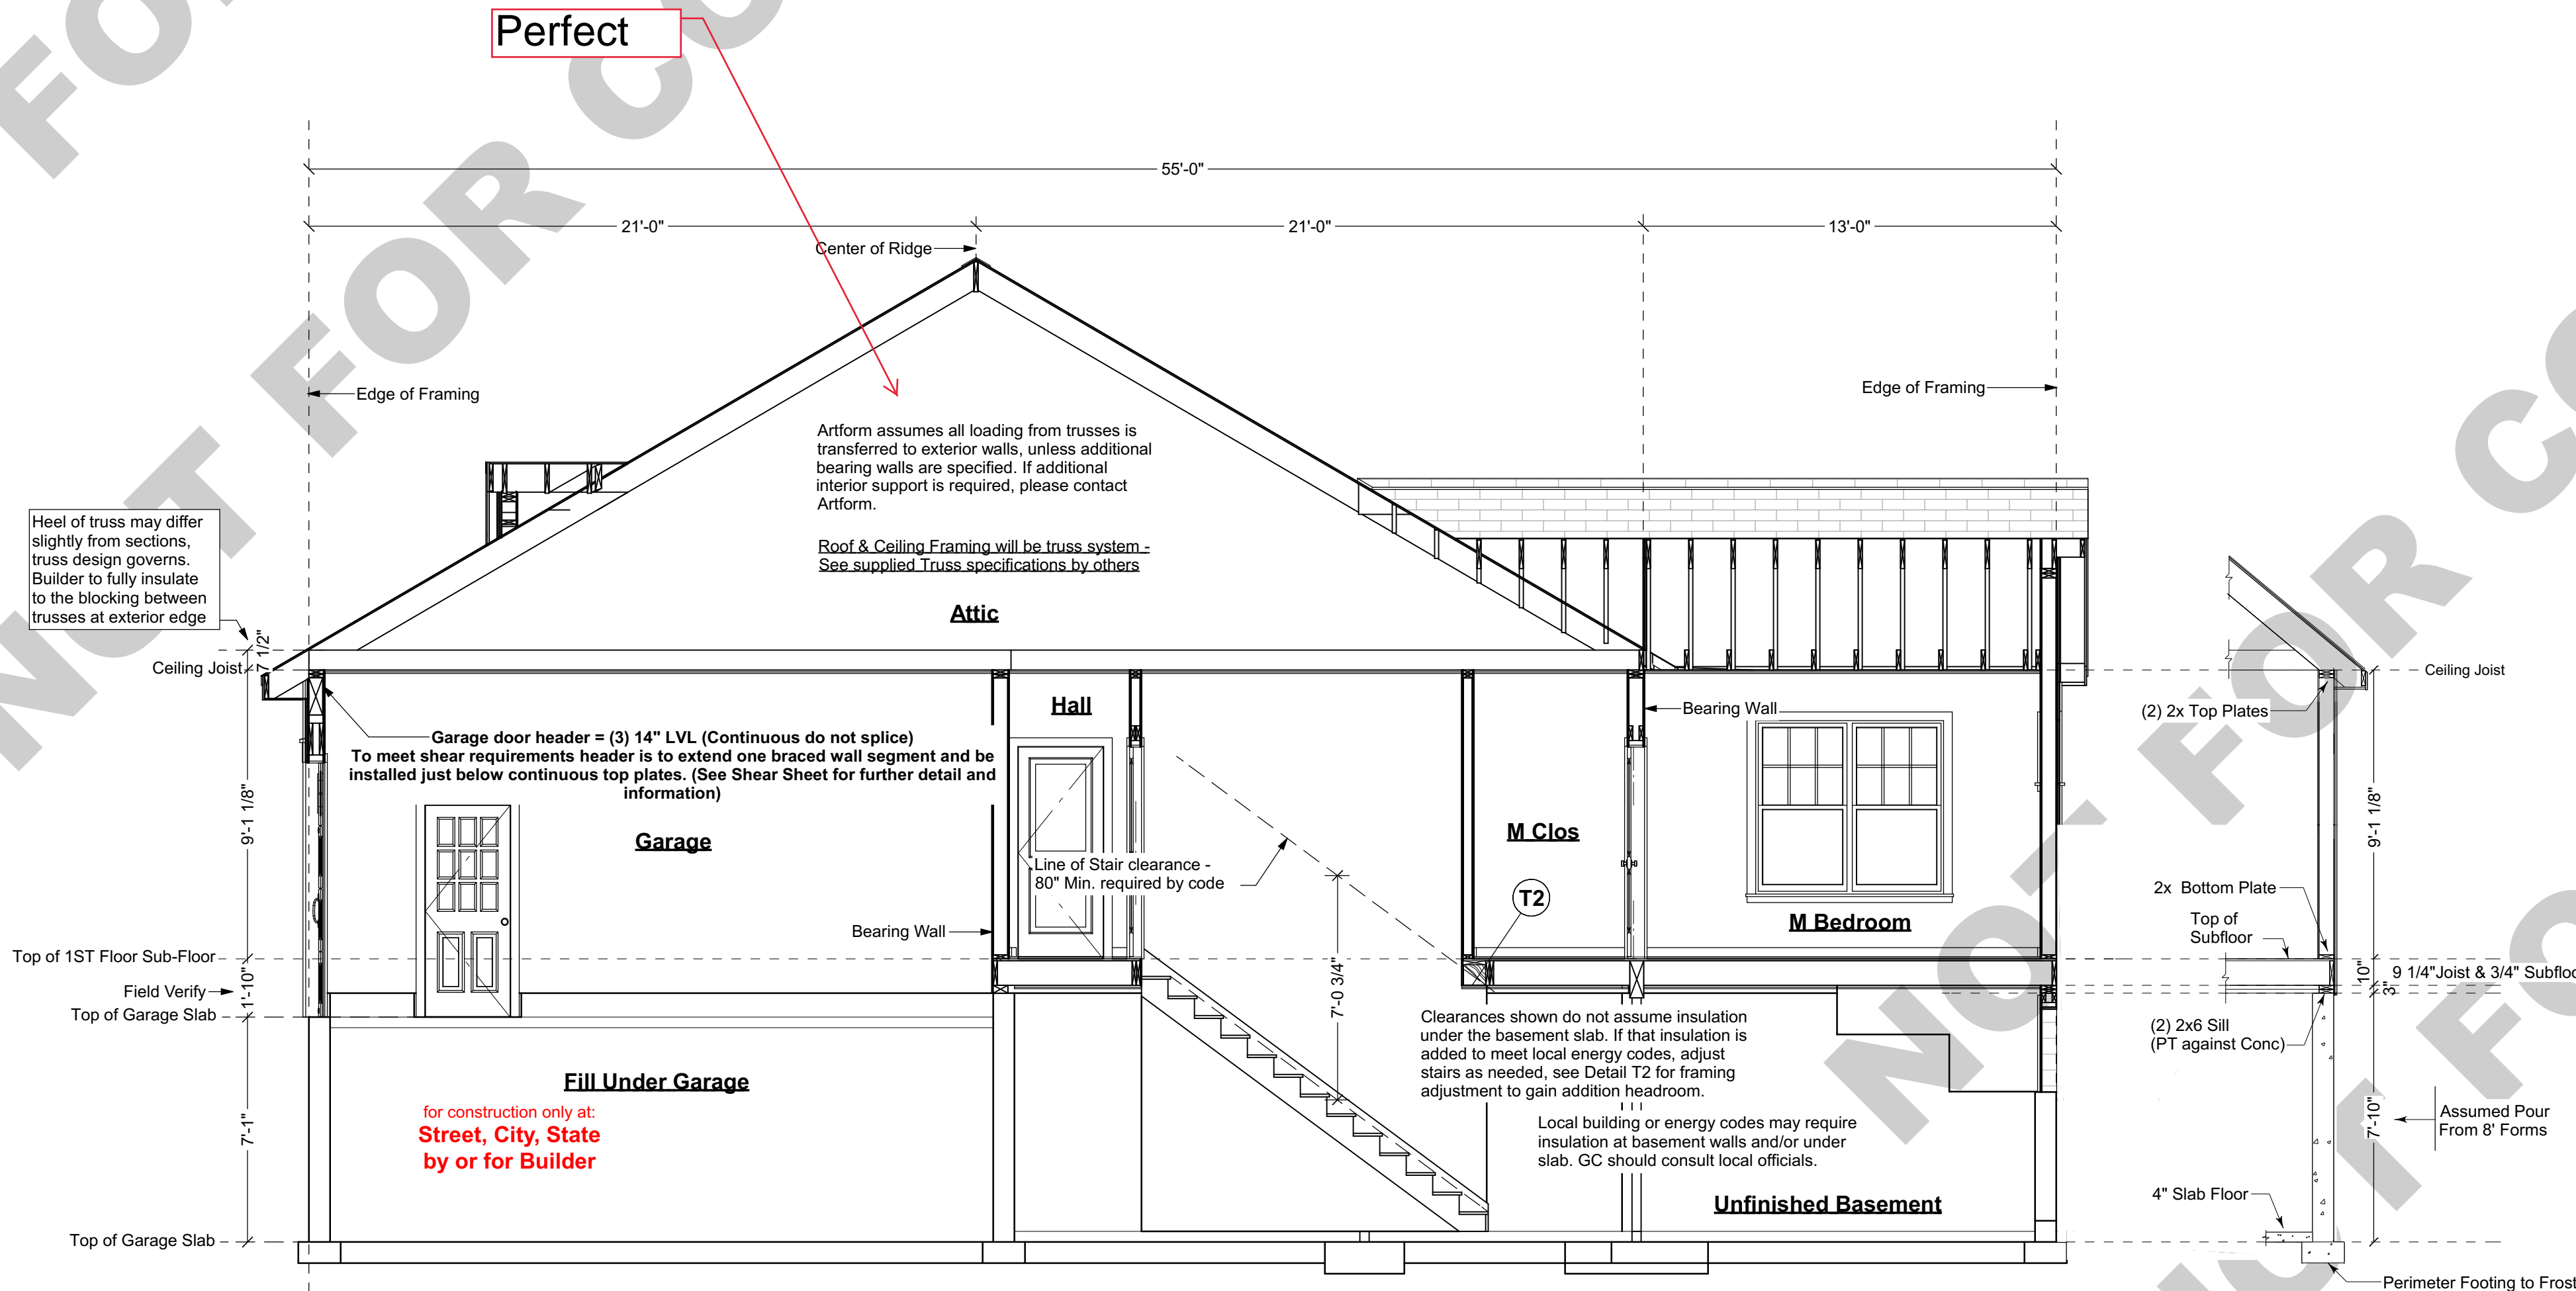 Perfect
55'-0"
21'-0"
21'-0"
13'-0"
Center of Ridge
Edge of Framing
Edge of Framing
Artform assumes all loading from trusses is
transferred to exterior walls, unless additional
bearing walls are specified. If additional
interior support is required, please contact
Artform.
Roof & Ceiling Framing will be truss system -
See supplied Truss specifications by others
Attic
Heel of truss may differ
slightly from sections,
truss design governs.
Builder to fully insulate
to the blocking between
trusses at exterior edge
7 1/2"
Ceiling Joist
Ceiling Joist
Hall
Bearing Wall
(2) 2x Top Plates
Garage door header = (3) 14" LVL (Continuous do not splice)
To meet shear requirements header is to extend one braced wall segment and be
installed just below continuous top plates. (See Shear Sheet for further detail and
information)
9'-1 1/8"
9'-1 1/8"
Garage
M Clos
Line of Stair clearance -
80" Min. required by code
T2
M Bedroom
2x Bottom Plate
Top of
Subfloor
Bearing Wall
Top of 1ST Floor Sub-Floor
Field Verify
Top of Garage Slab
1'-10"
7'-0 3/4"
10"
9 1/4"Joist & 3/4" Subfloo
3"
Clearances shown do not assume insulation
under the basement slab. If that insulation is
added to meet local energy codes, adjust
stairs as needed, see Detail T2 for framing
adjustment to gain addition headroom.
(2) 2x6 Sill
(PT against Conc)
Fill Under Garage
for construction only at:
Street, City, State
by or for Builder
7'-1"
Local building or energy codes may require
insulation at basement walls and/or under
slab. GC should consult local officials.
7'-10"
Assumed Pour
From 8' Forms
Unfinished Basement
4" Slab Floor
Top of Garage Slab
Perimeter Footing to Frost
NOT FOR CO
NOT FOR CO
NOT FO
FO